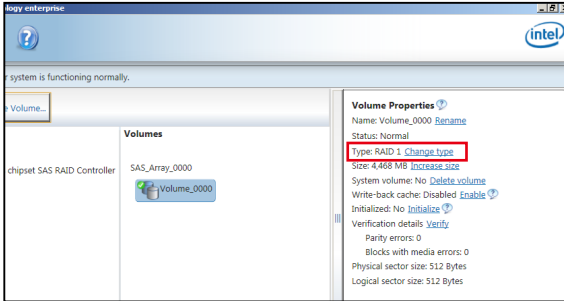 ology enterprise
intel
r system is functioning normally.
e Volume...
Volumes
chipset SAS RAID Controller
SAS_Array_0000
Volume_0000
Volume Properties
Name: Volume_0000 Rename
Status: Normal
Type: RAID 1 Change type
Size: 4,468 MB Increase size
System volume: No Delete volume
Write-back cache: Disabled Enable
Initialized: No Initialize
Verification details Verify
Parity errors: 0
Blocks with media errors: 0
Physical sector size: 512 Bytes
Logical sector size: 512 Bytes